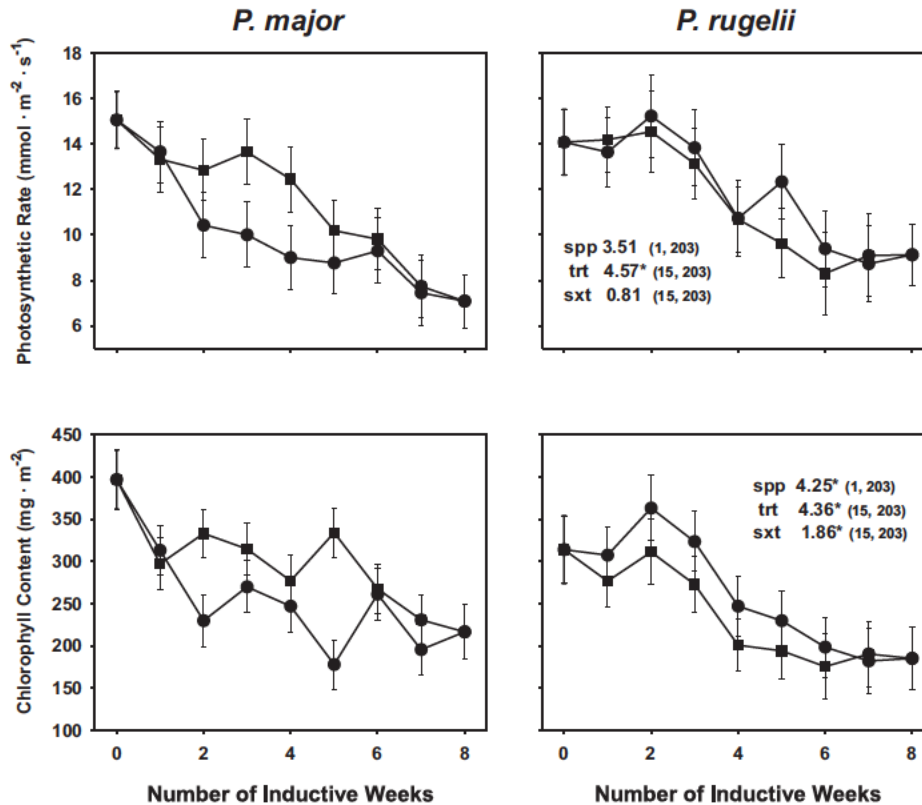 P. major
P. rugelii
Photosynthetic Rate (mmol · m⁻² · s⁻¹)
18
16
14
12
10
8
6
spp 3.51 (1, 203)
trt 4.57* (15, 203)
sxt 0.81 (15, 203)
Chlorophyll Content (mg · m⁻²)
450
400
350
300
250
200
150
100
spp 4.25* (1, 203)
trt 4.36* (15, 203)
sxt 1.86* (15, 203)
0 2 4 6 8
0 2 4 6 8
Number of Inductive Weeks
Number of Inductive Weeks